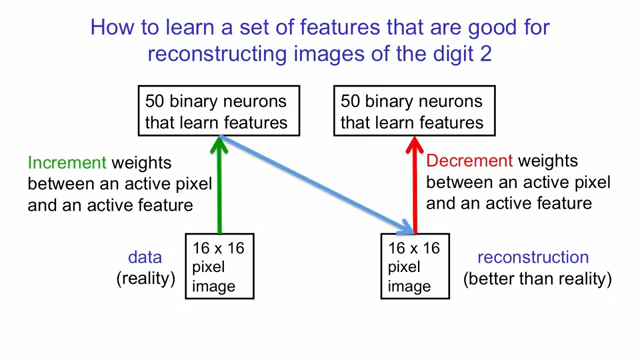 How to learn a set of features that are good for
reconstructing images of the digit 2
50 binary neurons
that learn features
50 binary neurons
that learn features
Increment weights
between an active pixel
and an active feature
Decrement weights
between an active pixel
and an active feature
data
(reality)
16 x 16
pixel
image
16 x 16
pixel
image
reconstruction
(better than reality)